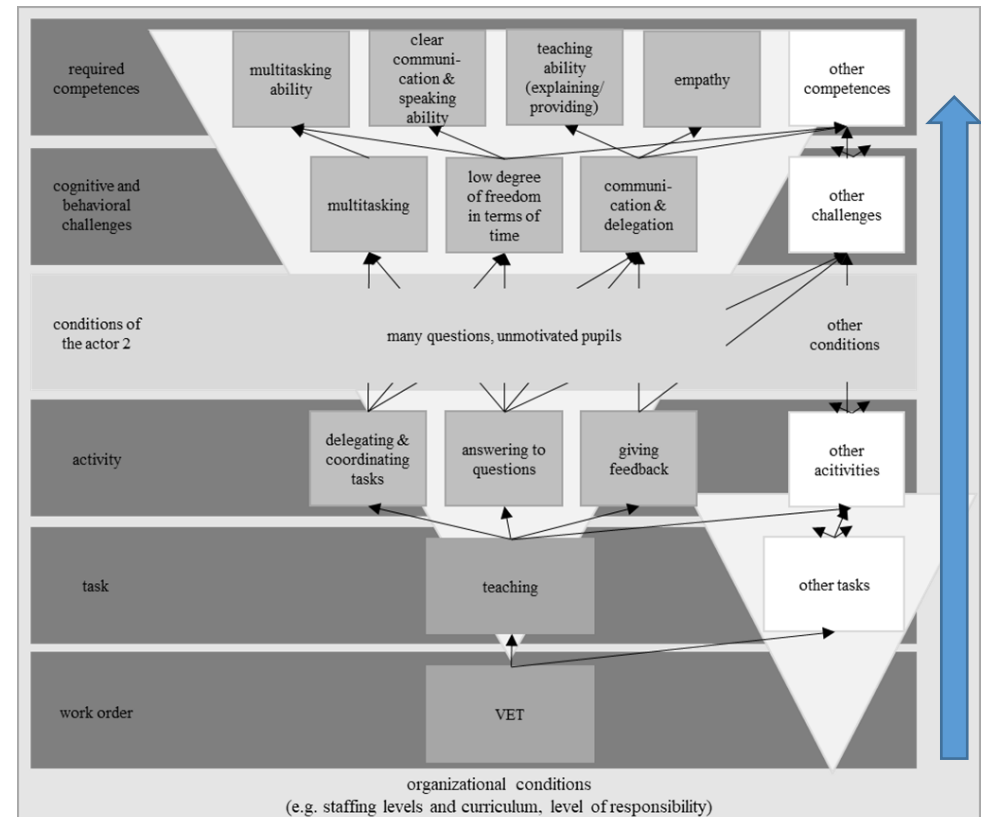 required
competences
multitasking
ability
clear
communi-
cation &
speaking
ability
teaching
ability
(explaining/
providing)
empathy
other
competences
cognitive and
behavioral
challenges
multitasking
low degree
of freedom
in terms of
time
communi-
cation &
delegation
other
challenges
conditions of
the actor 2
many questions, unmotivated pupils
other
conditions
activity
delegating &
coordinating
tasks
answering to
questions
giving
feedback
other
acitivities
task
teaching
other tasks
work order
VET
organizational conditions
(e.g. staffing levels and curriculum, level of responsibility)